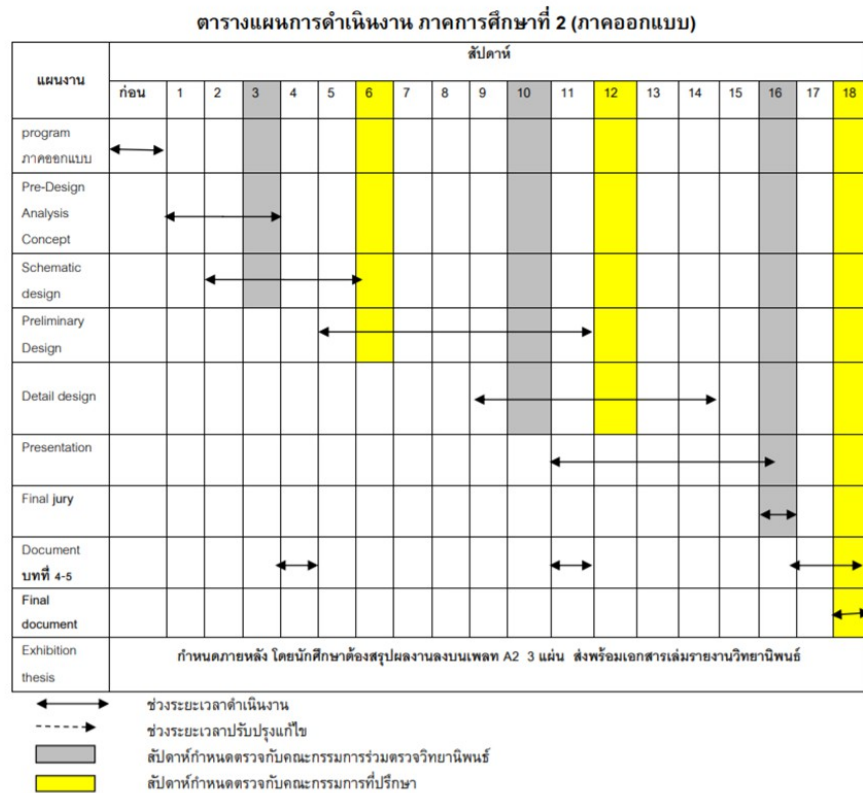 ตารางแผนการดำเนินงาน ภาคการศึกษาที่ 2 (ภาคออกแบบ)
แผนงาน
สัปดาห์
ก่อน 1 2 3 4 5 6 7 8 9 10 11 12 13 14 15 16 17 18
program
ภาคออกแบบ
Pre-Design
Analysis
Concept
Schematic
design
Preliminary
Design
Detail design
Presentation
Final jury
Document
บทที่ 4-5
Final
document
Exhibition
thesis
กำหนดภายหลัง โดยนักศึกษาต้องสรุปผลงานลงบนเพลท A2 3 แผ่น ส่งพร้อมเอกสารเล่มรายงานวิทยานิพนธ์
ช่วงระยะเวลาดำเนินงาน
ช่วงระยะเวลาปรับปรุงแก้ไข
สัปดาห์กำหนดตรวจกับคณะกรรมการร่วมตรวจวิทยานิพนธ์
สัปดาห์กำหนดตรวจกับคณะกรรมการที่ปรึกษา